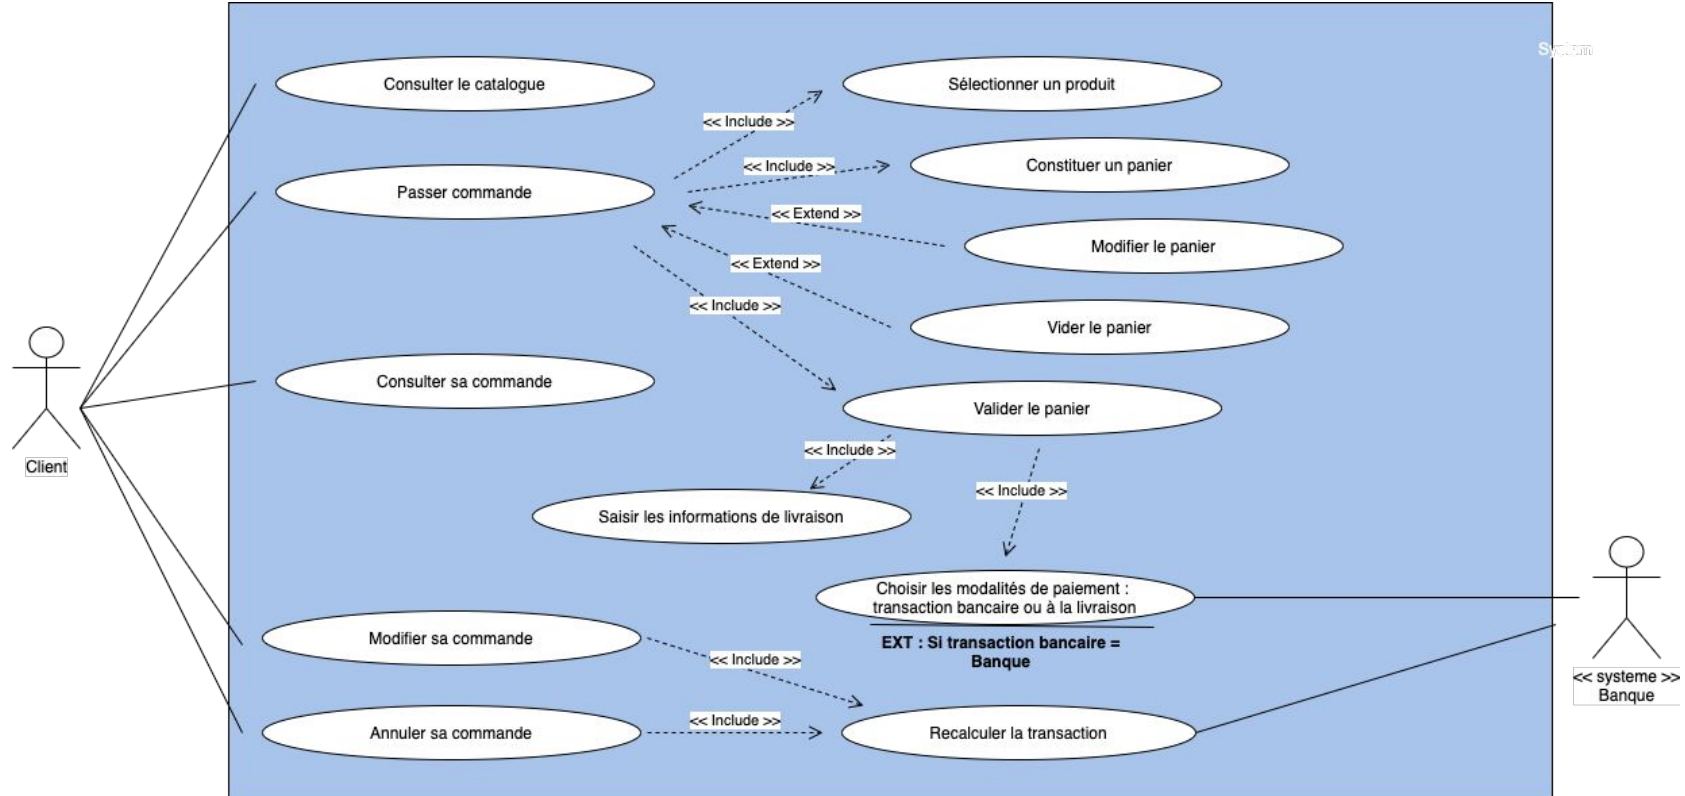 System
Consulter le catalogue
Sélectionner un produit
<< Include >>
<< Include >>
Constituer un panier
Passer commande
<< Extend >>
Modifier le panier
<< Extend >>
<< Include >>
Vider le panier
Consulter sa commande
Valider le panier
Client
<< Include >>
<< Include >>
Saisir les informations de livraison
Choisir les modalités de paiement :
transaction bancaire ou à la livraison
EXT : Si transaction bancaire =
Banque
Modifier sa commande
<< Include >>
<< systeme >>
Banque
<< Include >>
Annuler sa commande
Recalculer la transaction